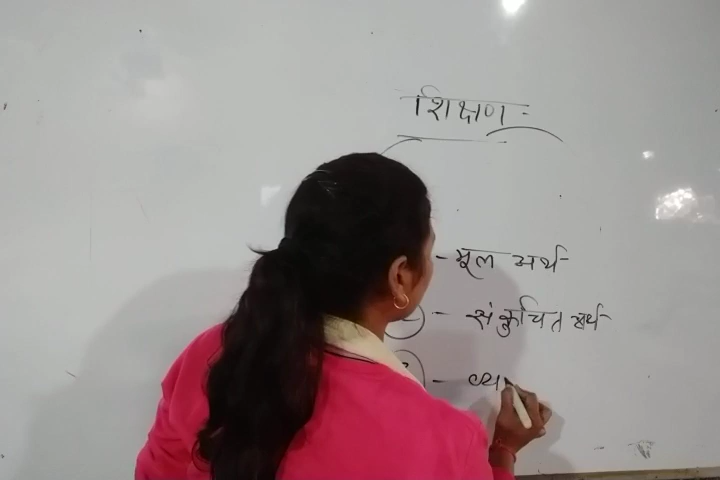 शिक्षण -
- मूल अर्थ -
- संकुचित अर्थ -
- व्या